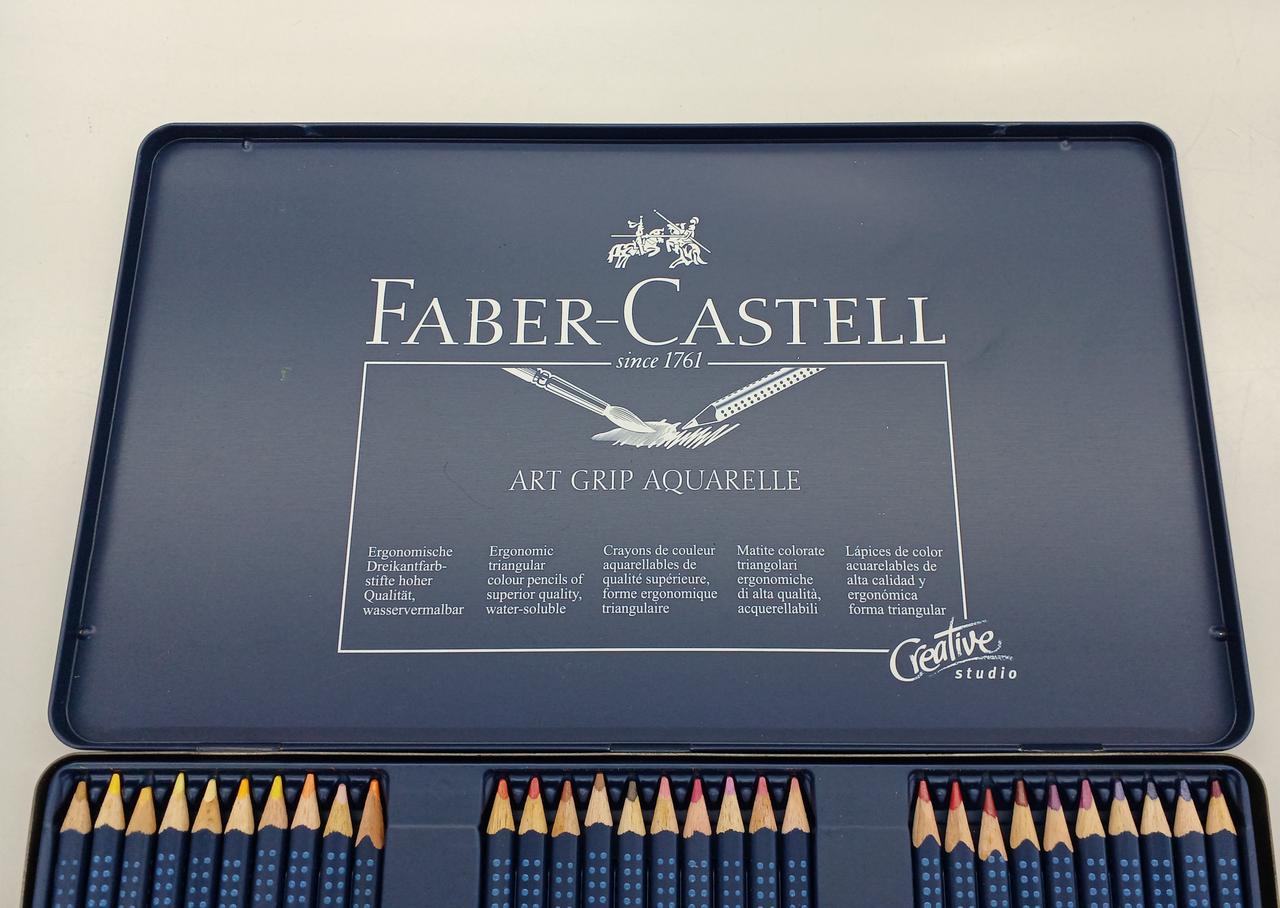 FABER-CASTELL
since 1761
ART GRIP AQUARELLE
Ergonomische
Dreikantfarb-
stifte hoher
Qualität,
wasservermalbar
Ergonomic
triangular
colour pencils of
superior quality,
water-soluble
Crayons de couleur
aquarellables de
qualité supérieure,
forme ergonomique
triangulaire
Matite colorate
triangolari
ergonomiche
di alta qualità,
acquerellabili
Lápices de color
acuarelables de
alta calidad y
ergonómica
forma triangular
Creative
studio